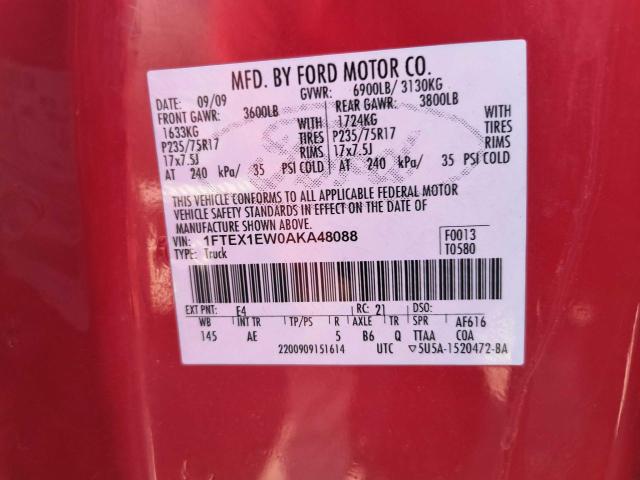 MFD. BY FORD MOTOR CO.
DATE: 09/09 GVWR: 6900LB/ 3130KG
FRONT GAWR: 3600LB REAR GAWR: 3800LB
1633KG WITH 1724KG WITH
P235/75R17 TIRES P235/75R17 TIRES
17x7.5J RIMS 17x7.5J RIMS
AT 240 kPa/ 35 PSI COLD AT 240 kPa/ 35 PSI COLD
THIS VEHICLE CONFORMS TO ALL APPLICABLE FEDERAL MOTOR
VEHICLE SAFETY STANDARDS IN EFFECT ON THE DATE OF
MANUFACTURE SHOWN ABOVE.
VIN: 1FTEX1EW0AKA48088 F0013
TYPE: Truck T0580
EXT PNT: E4 RC: 21 DSO:
WB INT TR TP/PS R AXLE TR SPR AF616
145 AE 5 B6 Q TTAA COA
2200909151614 UTC ▽5U5A-1520472-BA